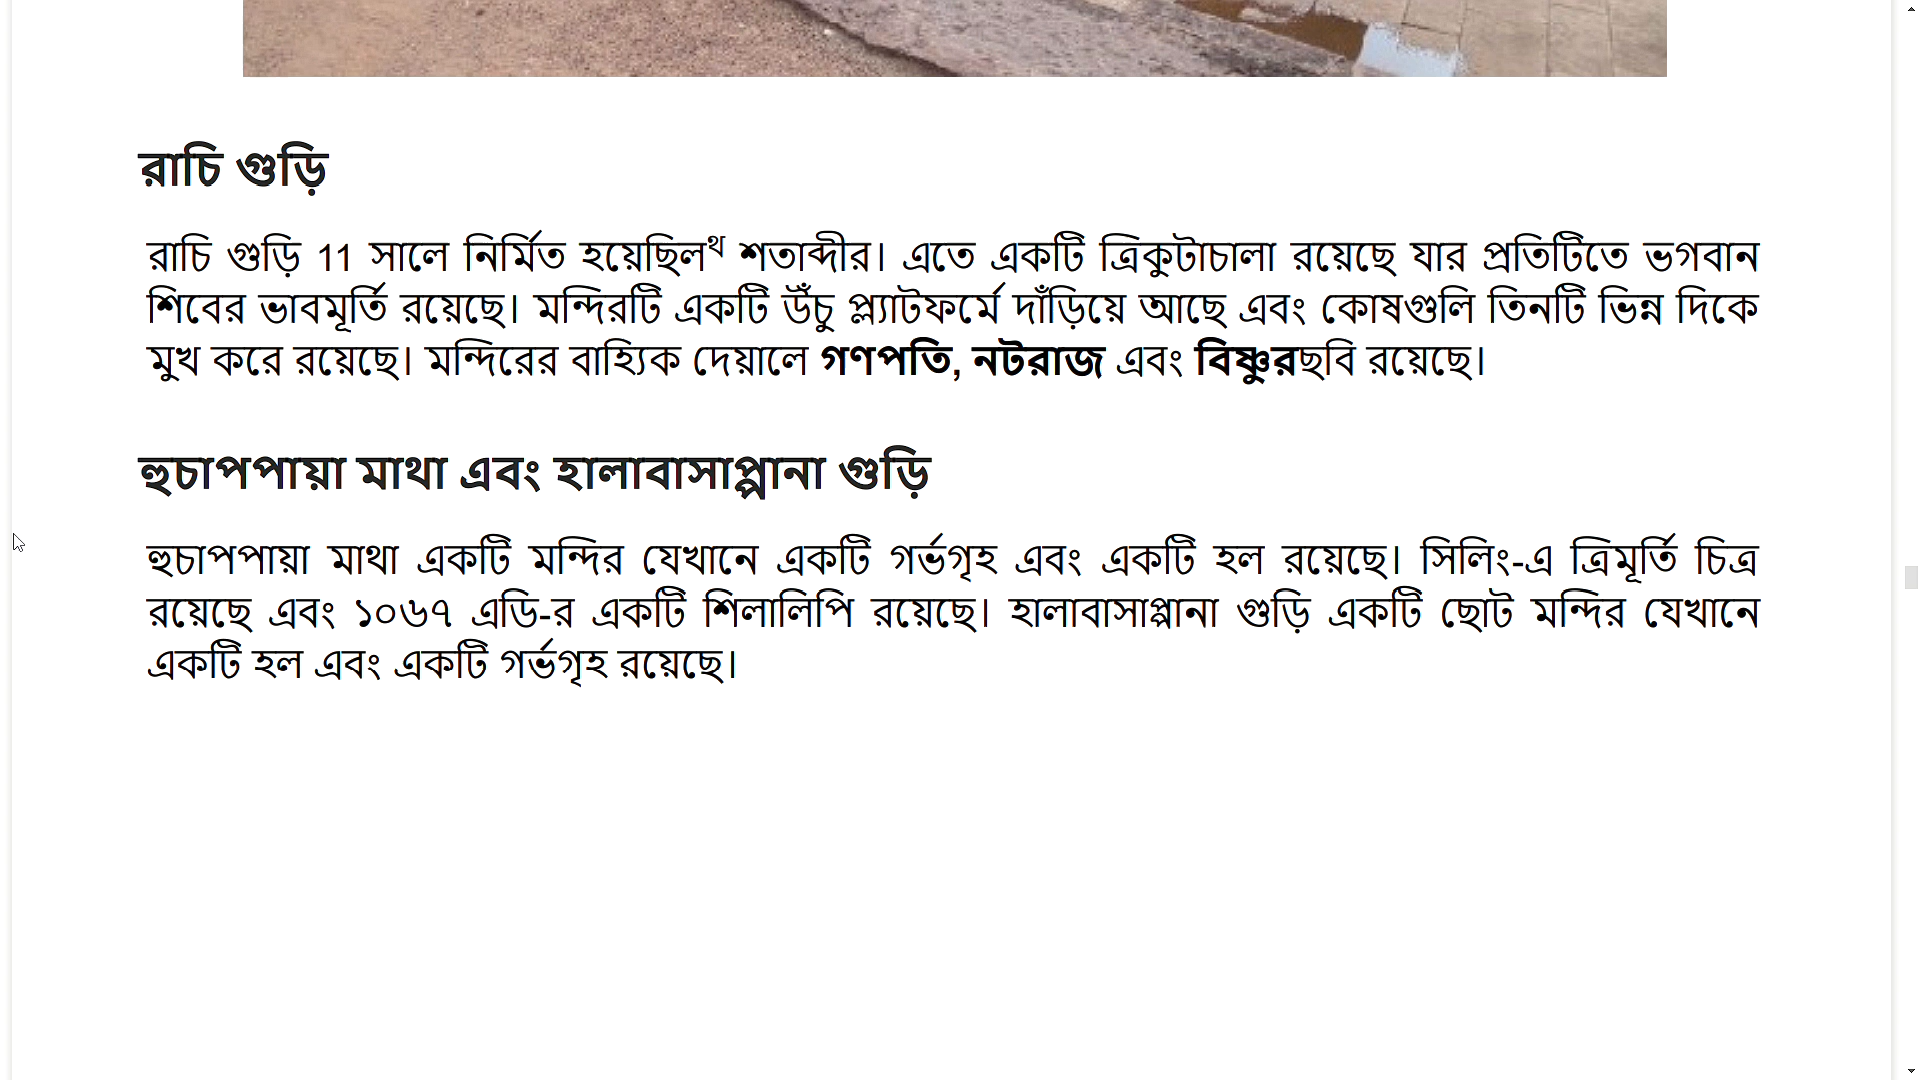 রাচি গুড়ি
রাচি গুড়ি 11 সালে নির্মিত হয়েছিলথ শতাব্দীর। এতে একটি ত্রিকুটাচালা রয়েছে যার প্রতিটিতে ভগবান
শিবের ভাবমূর্তি রয়েছে। মন্দিরটি একটি উঁচু প্ল্যাটফর্মে দাঁড়িয়ে আছে এবং কোষগুলি তিনটি ভিন্ন দিকে
মুখ করে রয়েছে। মন্দিরের বাহ্যিক দেয়ালে গণপতি, নটরাজ এবং বিষ্ণুরছবি রয়েছে।
হুচাপপায়া মাথা এবং হালাবাসাপ্পানা গুড়ি
হুচাপপায়া মাথা একটি মন্দির যেখানে একটি গর্ভগৃহ এবং একটি হল রয়েছে। সিলিং-এ ত্রিমূর্তি চিত্র
রয়েছে এবং ১০৬৭ এডি-র একটি শিলালিপি রয়েছে। হালাবাসাপ্পানা গুড়ি একটি ছোট মন্দির যেখানে
একটি হল এবং একটি গর্ভগৃহ রয়েছে।